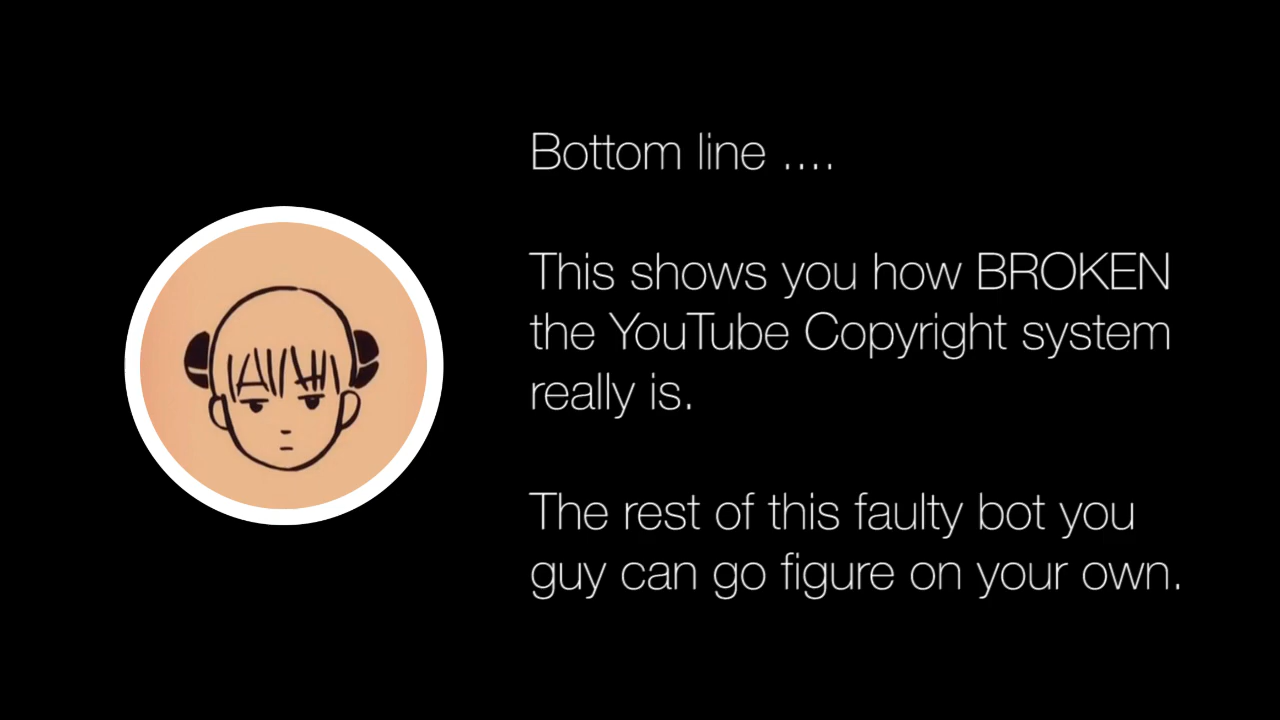 Bottom line ....
This shows you how BROKEN
the YouTube Copyright system
really is.
The rest of this faulty bot you
guy can go figure on your own.